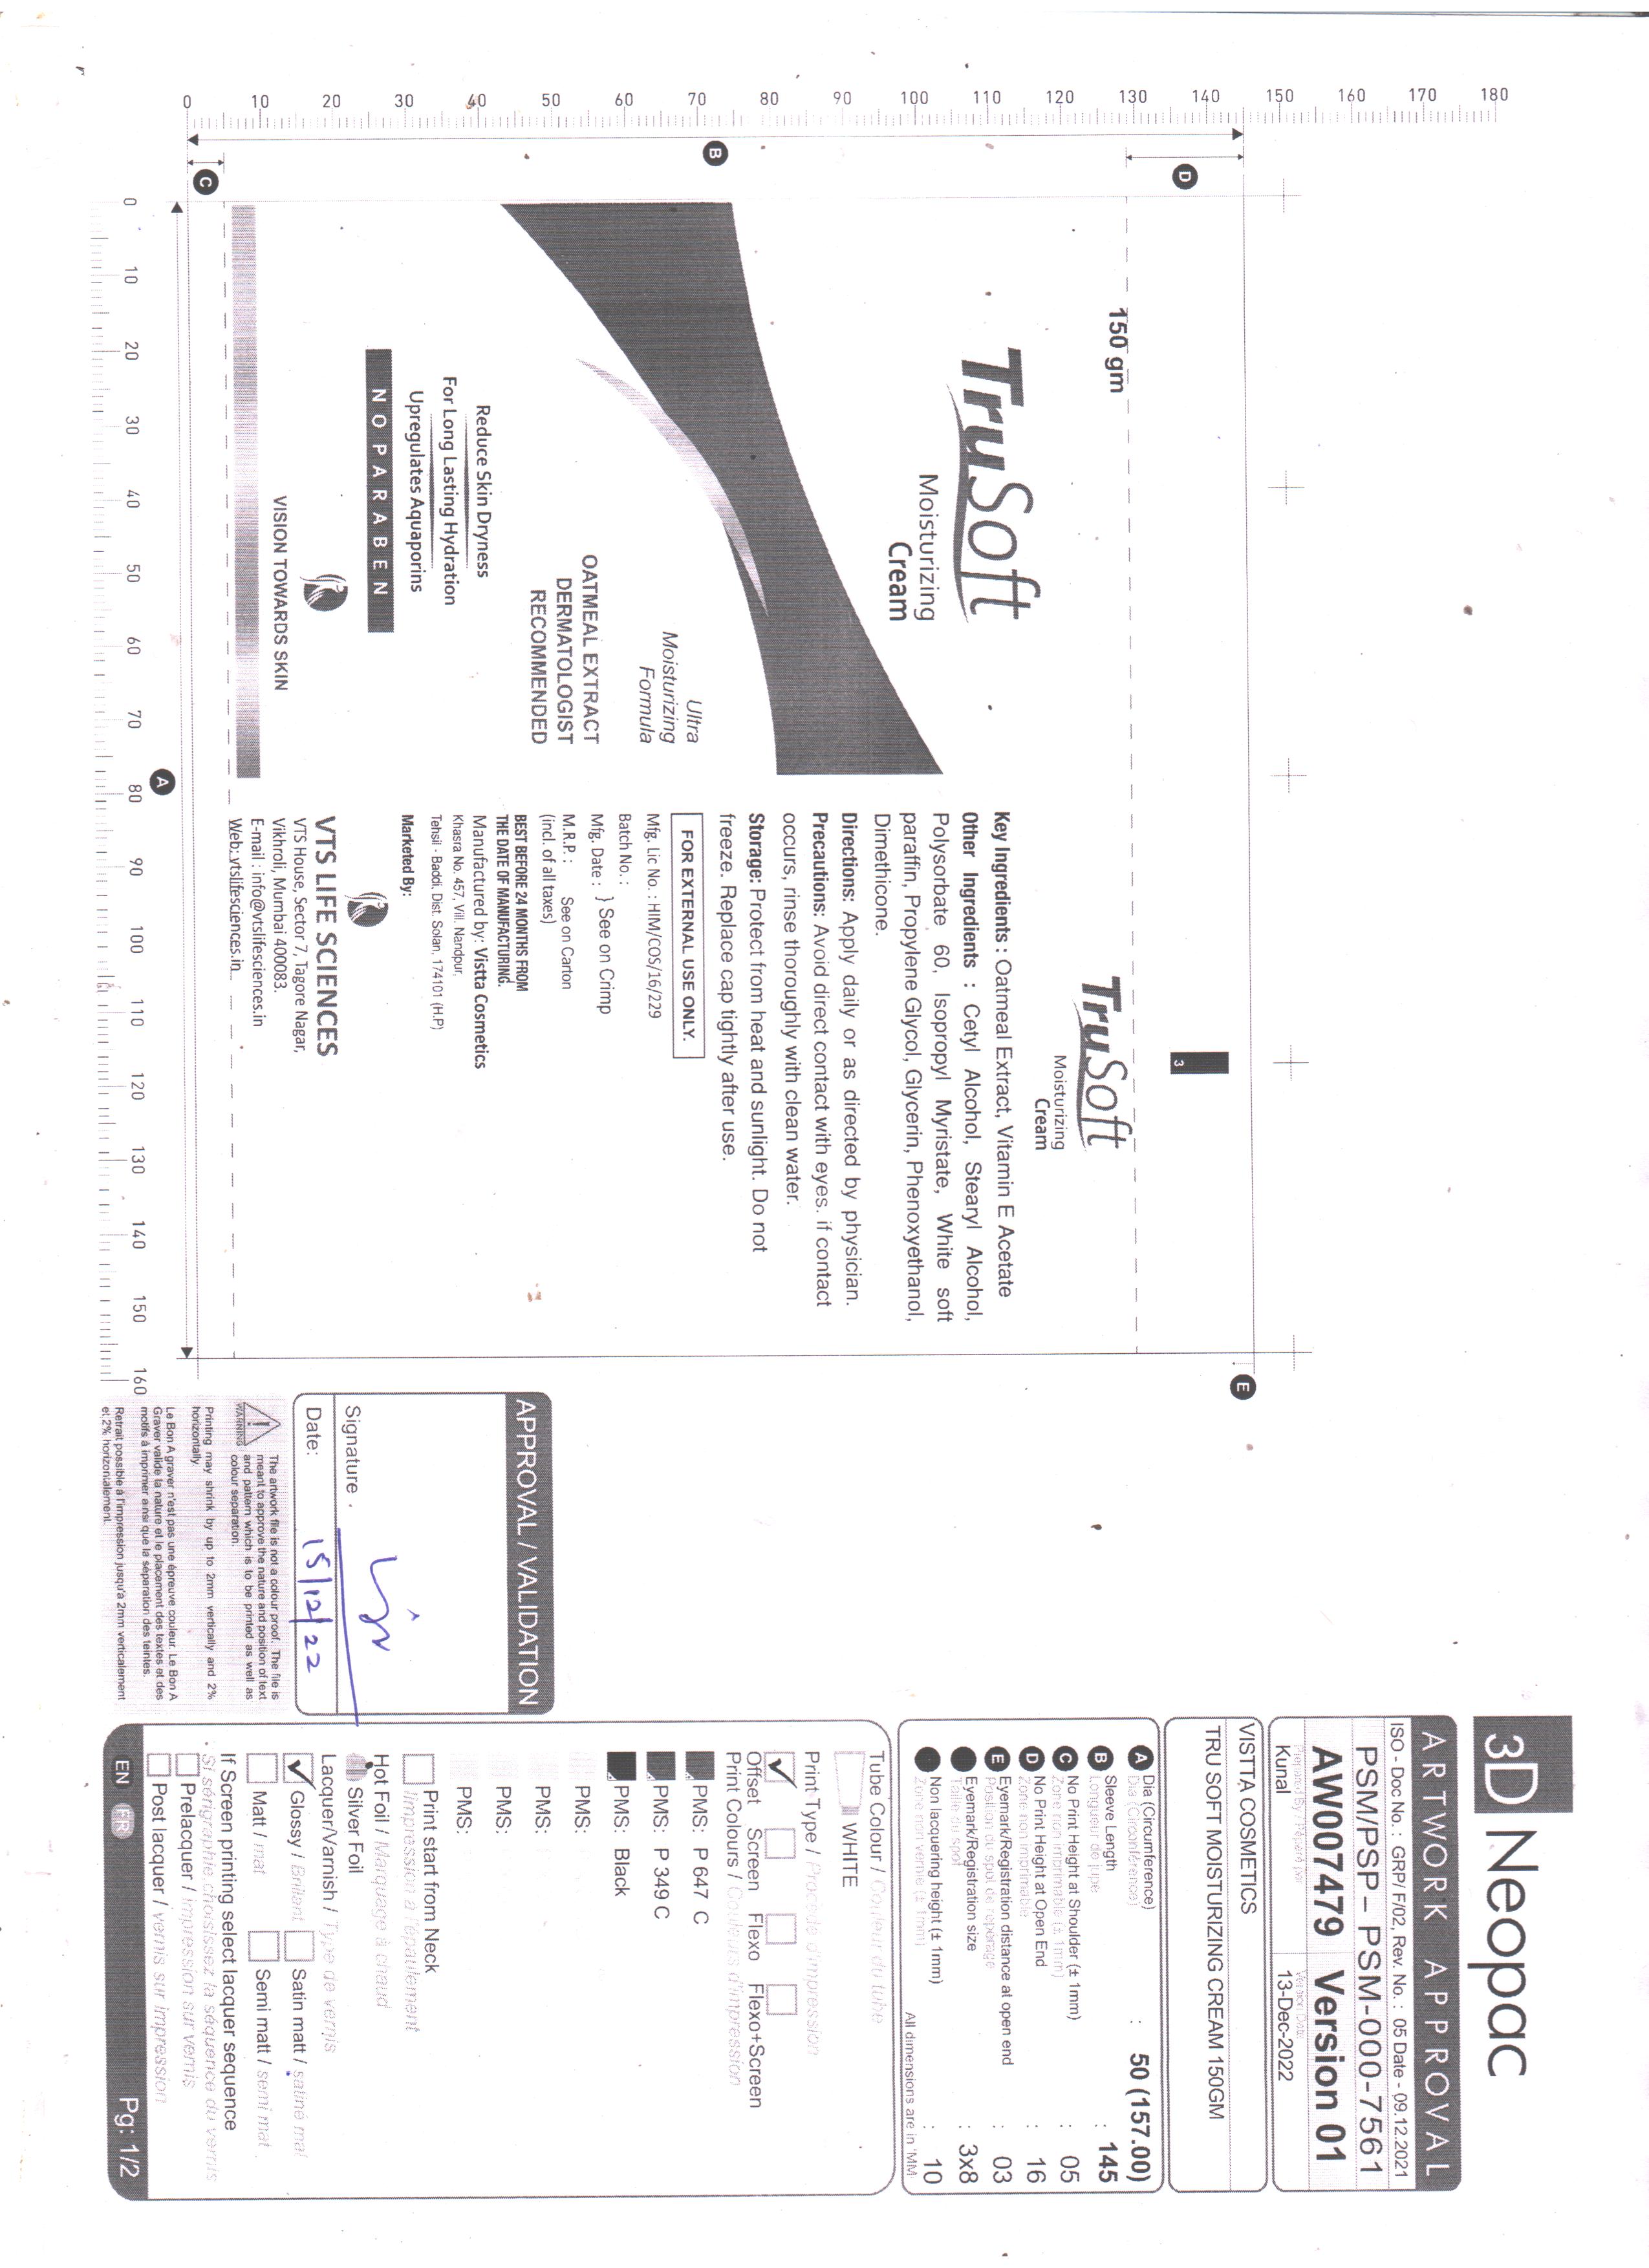 3D Neopac
ARTWORK APPROVAL
ISO - Doc No. : GRP/ F/02, Rev. No. : 05 Date - 09.12.2021
PSM/PSP – PSM-000-7561
AW007479 Version 01
Prepared By / Préparé par
Version Date
Kunal
13-Dec-2022
VISTTA COSMETICS
TRU SOFT MOISTURIZING CREAM 150GM
A Dia (Circumference) : 50 (157.00)
Dia (Circonférence)
B Sleeve Length : 145
Longueur de jupe
C No Print Height at Shoulder (± 1mm) : 05
Zone non imprimable (± 1mm)
D No Print Height at Open End : 16
Zone non imprimable
E Eyemark/Registration distance at open end : 03
Position du spot de repérage
Eyemark/Registration size : 3x8
Taille du spot
Non lacquering height (± 1mm) : 10
Zone non vernie (± 1mm)
All dimensions are in 'MM'
Tube Colour / Couleur du tube
WHITE
Print Type / Procédé d'impression
Offset Screen Flexo Flexo+Screen
Print Colours / Couleurs d'impression
PMS: P 647 C
PMS: P 349 C
PMS: Black
PMS:
PMS:
PMS:
PMS:
Print start from Neck
Impression à l'épaulement
Hot Foil / Marquage à chaud
Silver Foil
Lacquer/Varnish / Type de vernis
Glossy / Brillant
Satin matt / satiné mat
Matt / mat
Semi matt / semi mat
If Screen printing select lacquer sequence
Si sérigraphie choisissez la séquence du vernis
Prelacquer / Impression sur vernis
Post lacquer / vernis sur impression
EN FR
Pg: 1/2
0 10 20 30 40 50 60 70 80 90 100 110 120 130 140 150 160 170 180
B
C
D
E
A
150 gm
TruSoft
Moisturizing
Cream
Ultra
Moisturizing
Formula
OATMEAL EXTRACT
DERMATOLOGIST
RECOMMENDED
Reduce Skin Dryness
For Long Lasting Hydration
Upregulates Aquaporins
NO PARABEN
VISION TOWARDS SKIN
3
TruSoft
Moisturizing
Cream
Key Ingredients : Oatmeal Extract, Vitamin E Acetate
Other Ingredients : Cetyl Alcohol, Stearyl Alcohol,
Polysorbate 60, Isopropyl Myristate, White soft
paraffin, Propylene Glycol, Glycerin, Phenoxyethanol,
Dimethicone.
Directions: Apply daily or as directed by physician.
Precautions: Avoid direct contact with eyes. if contact
occurs, rinse thoroughly with clean water.
Storage: Protect from heat and sunlight. Do not
freeze. Replace cap tightly after use.
FOR EXTERNAL USE ONLY.
Mfg. Lic No. : HIM/COS/16/229
Batch No. :
Mfg. Date : } See on Crimp
M.R.P. : See on Carton
(incl. of all taxes)
BEST BEFORE 24 MONTHS FROM
THE DATE OF MANUFACTURING.
Manufactured by: Vistta Cosmetics
Khasra No. 457, Vill. Nandpur,
Tehsil - Baddi, Dist. Solan, 174101 (H.P)
Marketed By:
VTS LIFE SCIENCES
VTS House, Sector 7, Tagore Nagar,
Vikhroli, Mumbai 400083.
E-mail : info@vtslifesciences.in
Web: vtslifesciences.in
0 10 20 30 40 50 60 70 80 90 100 110 120 130 140 150 160
APPROVAL / VALIDATION
Signature
Date: 15/12/22
WARNING
The artwork file is not a colour proof. The file is
meant to approve the nature and position of text
and pattern which is to be printed as well as
colour separation.
Printing may shrink by up to 2mm vertically and 2%
horizontally.
Le Bon A graver n'est pas une épreuve couleur. Le Bon A
Graver valide la nature et le placement des textes et des
motifs à imprimer ainsi que la séparation des teintes.
Retrait possible à l'impression jusqu'à 2mm verticalement
et 2% horizontalement.